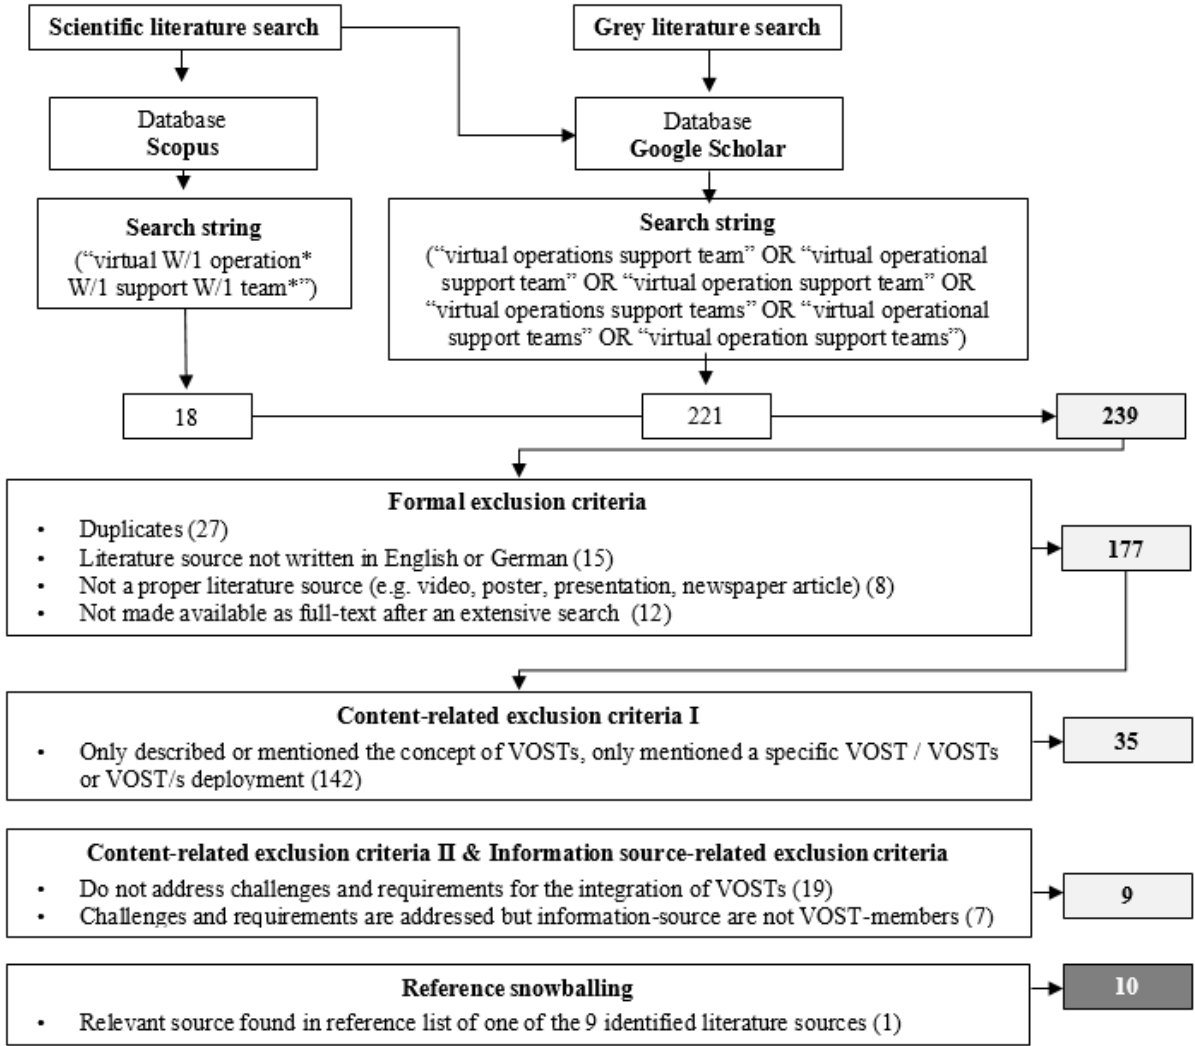 Scientific literature search
Grey literature search
Database
Scopus
Database
Google Scholar
Search string
(“virtual W/1 operation*
W/1 support W/1 team*”)
Search string
(“virtual operations support team” OR “virtual operational
support team” OR “virtual operation support team” OR
“virtual operations support teams” OR “virtual operational
support teams” OR “virtual operation support teams”)
18
221
239
Formal exclusion criteria
• Duplicates (27)
• Literature source not written in English or German (15)
• Not a proper literature source (e.g. video, poster, presentation, newspaper article) (8)
• Not made available as full-text after an extensive search (12)
177
Content-related exclusion criteria I
• Only described or mentioned the concept of VOSTs, only mentioned a specific VOST / VOSTs
or VOST/s deployment (142)
35
Content-related exclusion criteria II & Information source-related exclusion criteria
• Do not address challenges and requirements for the integration of VOSTs (19)
• Challenges and requirements are addressed but information-source are not VOST-members (7)
9
Reference snowballing
• Relevant source found in reference list of one of the 9 identified literature sources (1)
10